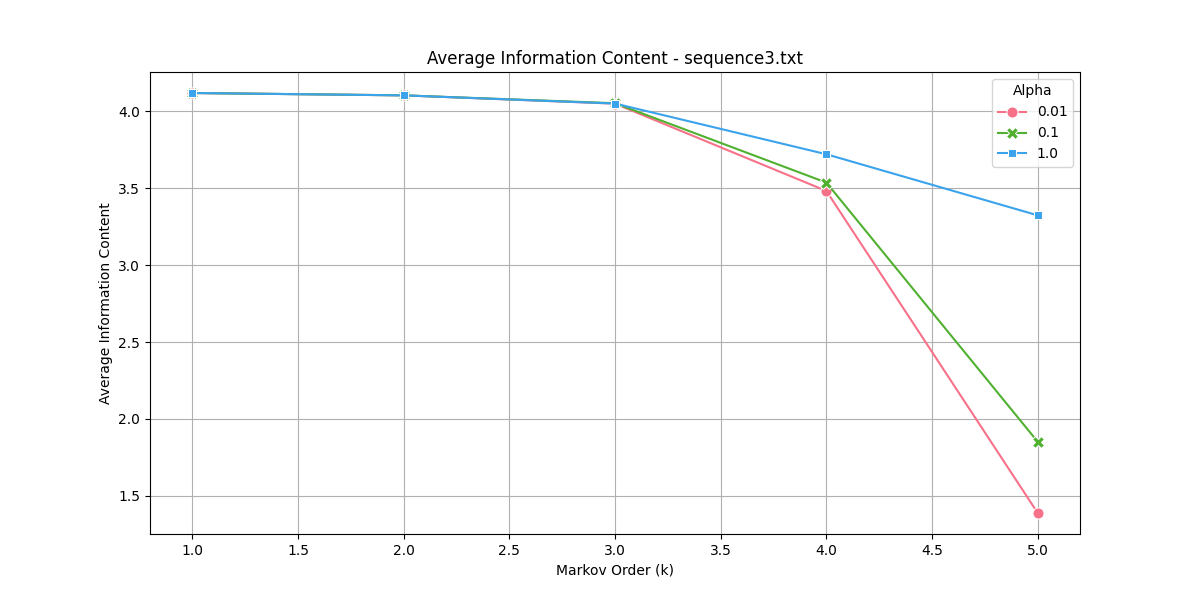 Average Information Content - sequence3.txt
Alpha
0.01
0.1
1.0
Average Information Content
4.0
3.5
3.0
2.5
2.0
1.5
1.0 1.5 2.0 2.5 3.0 3.5 4.0 4.5 5.0
Markov Order (k)